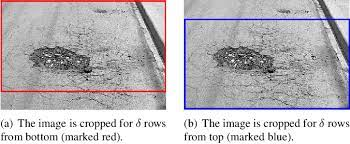 (a) The image is cropped for δ rows
from bottom (marked red).
(b) The image is cropped for δ rows
from top (marked blue).